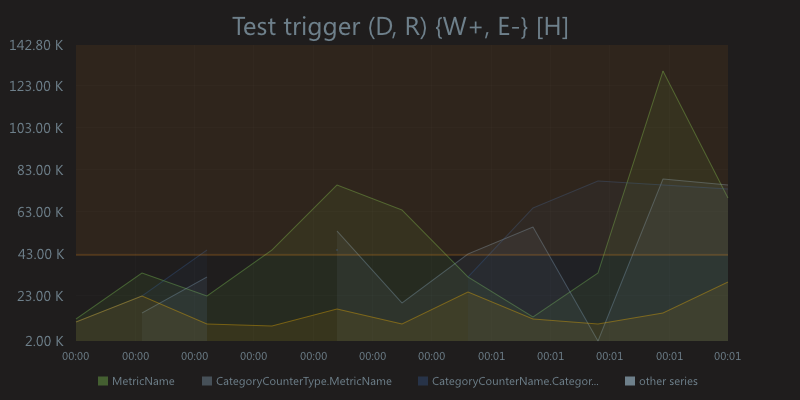 Test trigger (D, R) {W+, E-} [H]
142.80 K
123.00 K
103.00 K
83.00 K
63.00 K
43.00 K
23.00 K
2.00 K
00:00 00:00 00:00 00:00 00:00 00:00 00:00 00:01 00:01 00:01 00:01 00:01
MetricName CategoryCounterType.MetricName CategoryCounterName.Categor... other series